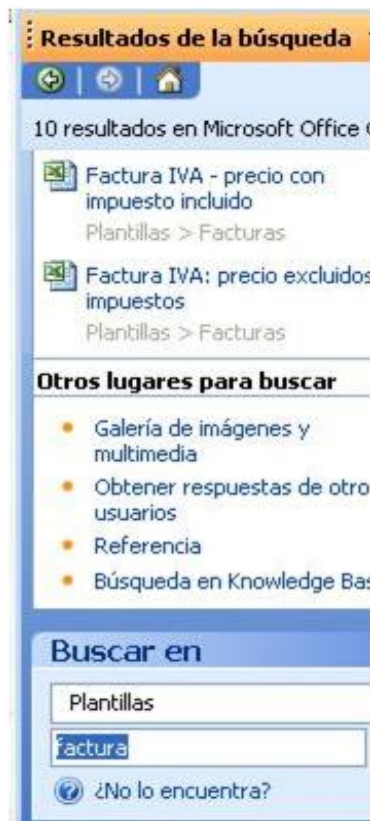 Resultados de la búsqueda
10 resultados en Microsoft Office
Factura IVA - precio con
impuesto incluido
Plantillas > Facturas
Factura IVA: precio excluidos
impuestos
Plantillas > Facturas
Otros lugares para buscar
Galería de imágenes y
multimedia
Obtener respuestas de otro
usuarios
Referencia
Búsqueda en Knowledge Bas
Buscar en
Plantillas
factura
¿No lo encuentra?